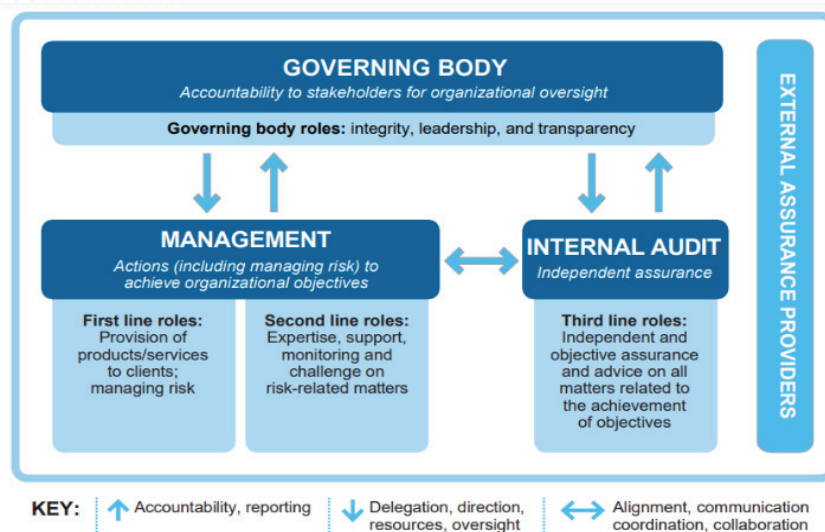 GOVERNING BODY
Accountability to stakeholders for organizational oversight
Governing body roles: integrity, leadership, and transparency
MANAGEMENT
Actions (including managing risk) to
achieve organizational objectives
First line roles:
Provision of
products/services
to clients;
managing risk
Second line roles:
Expertise, support,
monitoring and
challenge on
risk-related matters
INTERNAL AUDIT
Independent assurance
Third line roles:
Independent and
objective assurance
and advice on all
matters related to
the achievement
of objectives
EXTERNAL ASSURANCE PROVIDERS
KEY:
Accountability, reporting
Delegation, direction,
resources, oversight
Alignment, communication
coordination, collaboration